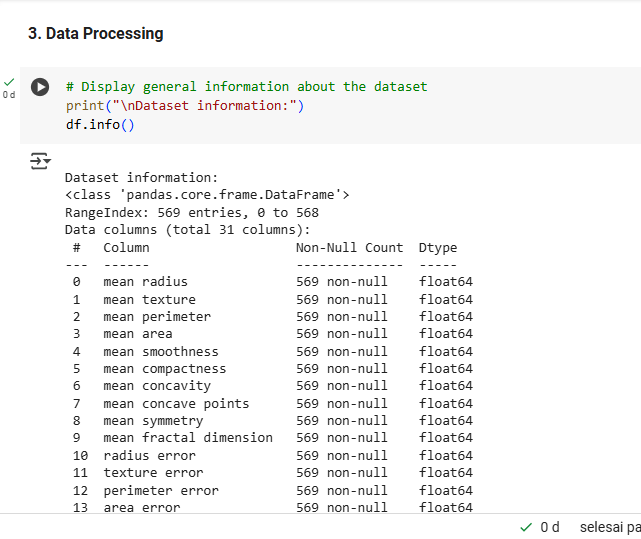 3. Data Processing
0 d
# Display general information about the dataset
print("\nDataset information:")
df.info()
Dataset information:
<class 'pandas.core.frame.DataFrame'>
RangeIndex: 569 entries, 0 to 568
Data columns (total 31 columns):
 #   Column                   Non-Null Count  Dtype
---  ------                   --------------  -----
 0   mean radius              569 non-null    float64
 1   mean texture             569 non-null    float64
 2   mean perimeter           569 non-null    float64
 3   mean area                569 non-null    float64
 4   mean smoothness          569 non-null    float64
 5   mean compactness         569 non-null    float64
 6   mean concavity           569 non-null    float64
 7   mean concave points      569 non-null    float64
 8   mean symmetry            569 non-null    float64
 9   mean fractal dimension   569 non-null    float64
 10  radius error             569 non-null    float64
 11  texture error            569 non-null    float64
 12  perimeter error          569 non-null    float64
 13  area error               569 non-null    float64
0 d selesai pa